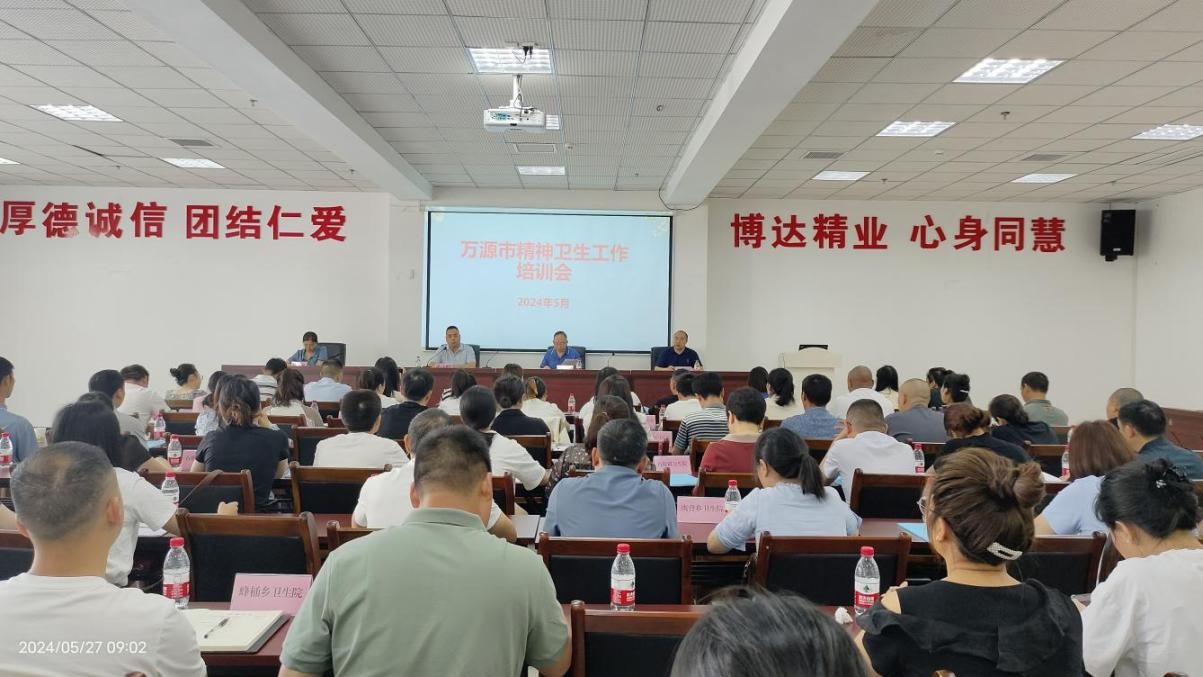 厚德诚信 团结仁爱
万源市精神卫生工作
培训会
2024年5月
博达精业 心身同慧
蜂桶乡卫生院
2024/05/27 09:02